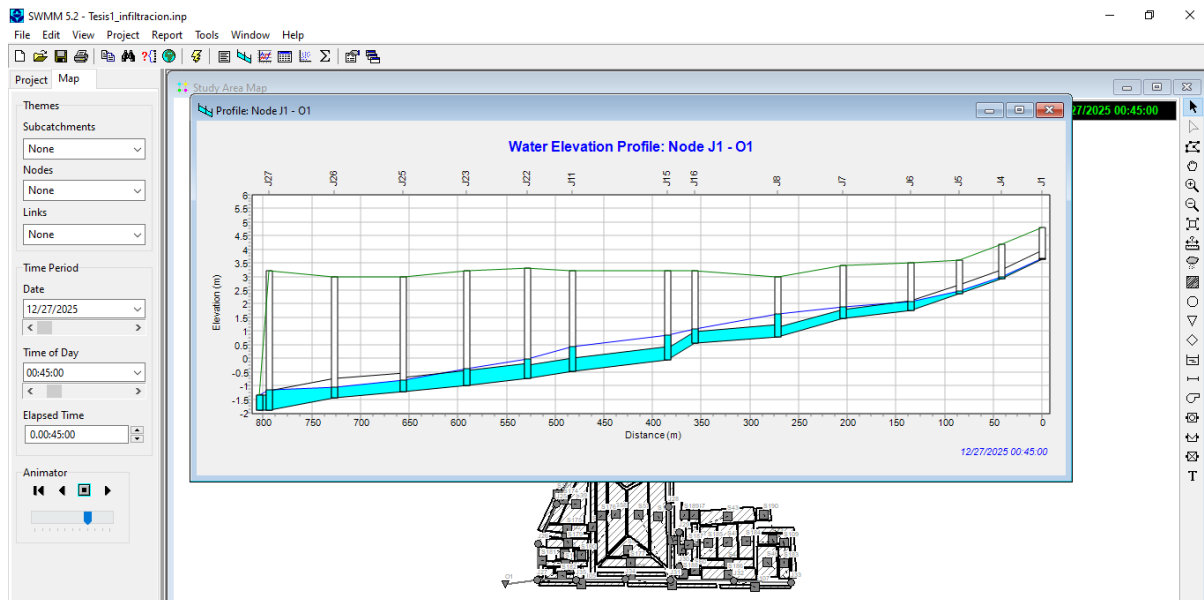 SWMM 5.2 - Tesis1_infiltracion.inp
File Edit View Project Report Tools Window Help
Project Map
Study Area Map
27/2025 00:45:00
Themes
Subcatchments
None
Nodes
None
Links
None
Time Period
Date
12/27/2025
Time of Day
00:45:00
Elapsed Time
0.00:45:00
Animator
Profile: Node J1 - O1
Water Elevation Profile: Node J1 - O1
J27 J26 J25 J23 J22 J11 J15 J16 J8 J7 J6 J5 J4 J1
6
5.5
5
4.5
4
3.5
3
2.5
2
1.5
1
0.5
0
-0.5
-1
-1.5
-2
Elevation (m)
800 750 700 650 600 550 500 450 400 350 300 250 200 150 100 50 0
Distance (m)
12/27/2025 00:45:00
T